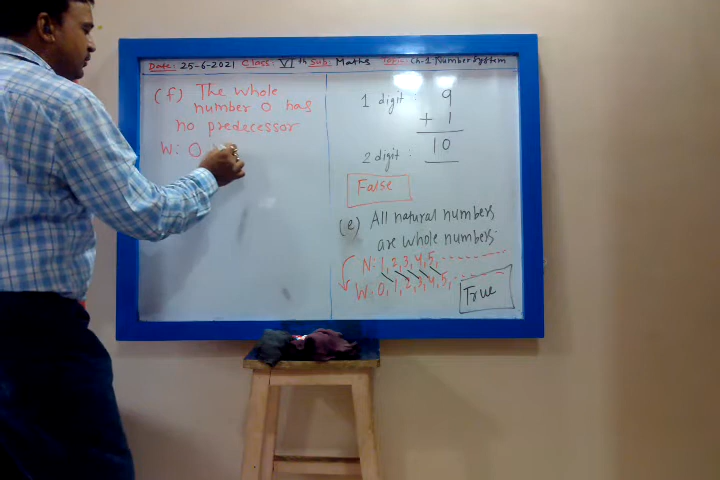 Date: 25-6-2021 Class: VIth Sub: Maths Topic: Ch-1 Number System
(f) The whole
number 0 has
no predecessor
W: 0
1 digit : 9
+ 1
10
2 digit :
False
(e) All natural numbers
are whole numbers.
N: 1, 2, 3, 4, 5, ---------
W: 0, 1, 2, 3, 4, 5, ------
True